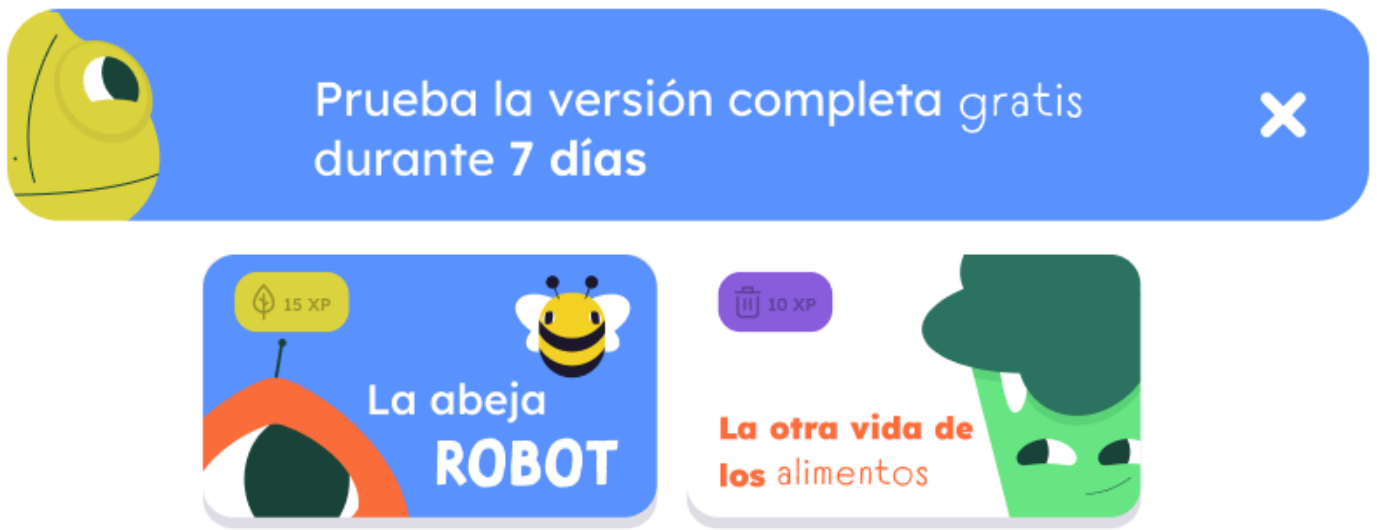 Prueba la versión completa gratis
durante 7 días
15 XP
La abeja
ROBOT
10 XP
La otra vida de
los alimentos